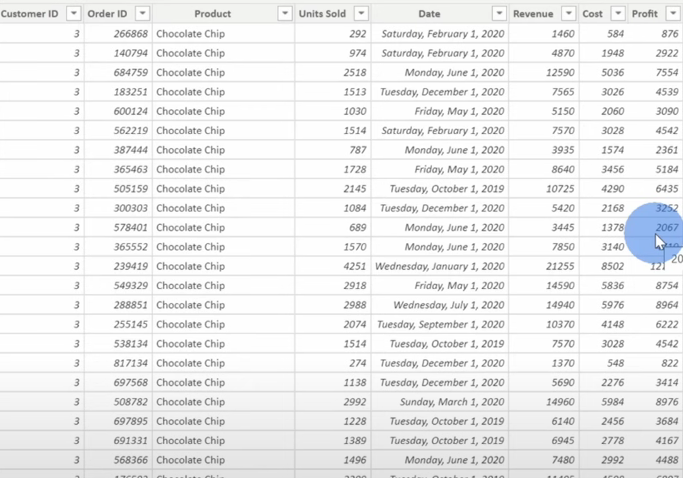 Customer ID Order ID Product Units Sold Date Revenue Cost Profit
3 266868 Chocolate Chip 292 Saturday, February 1, 2020 1460 584 876
3 140794 Chocolate Chip 974 Saturday, February 1, 2020 4870 1948 2922
3 684759 Chocolate Chip 2518 Monday, June 1, 2020 12590 5036 7554
3 183251 Chocolate Chip 1513 Tuesday, December 1, 2020 7565 3026 4539
3 600124 Chocolate Chip 1030 Friday, May 1, 2020 5150 2060 3090
3 562219 Chocolate Chip 1514 Saturday, February 1, 2020 7570 3028 4542
3 387444 Chocolate Chip 787 Monday, June 1, 2020 3935 1574 2361
3 365463 Chocolate Chip 1728 Friday, May 1, 2020 8640 3456 5184
3 505159 Chocolate Chip 2145 Tuesday, October 1, 2019 10725 4290 6435
3 300303 Chocolate Chip 1084 Tuesday, December 1, 2020 5420 2168 3252
3 578401 Chocolate Chip 689 Monday, June 1, 2020 3445 1378 2067
3 365552 Chocolate Chip 1570 Monday, June 1, 2020 7850 3140
3 239419 Chocolate Chip 4251 Wednesday, January 1, 2020 21255 8502
3 549329 Chocolate Chip 2918 Friday, May 1, 2020 14590 5836 8754
3 288851 Chocolate Chip 2988 Wednesday, July 1, 2020 14940 5976 8964
3 255145 Chocolate Chip 2074 Tuesday, September 1, 2020 10370 4148 6222
3 538134 Chocolate Chip 1514 Tuesday, October 1, 2019 7570 3028 4542
3 817134 Chocolate Chip 274 Tuesday, December 1, 2020 1370 548 822
3 697568 Chocolate Chip 1138 Tuesday, December 1, 2020 5690 2276 3414
3 508782 Chocolate Chip 2992 Sunday, March 1, 2020 14960 5984 8976
3 697895 Chocolate Chip 1228 Tuesday, October 1, 2019 6140 2456 3684
3 691331 Chocolate Chip 1389 Tuesday, October 1, 2019 6945 2778 4167
3 568366 Chocolate Chip 1496 Monday, June 1, 2020 7480 2992 4488